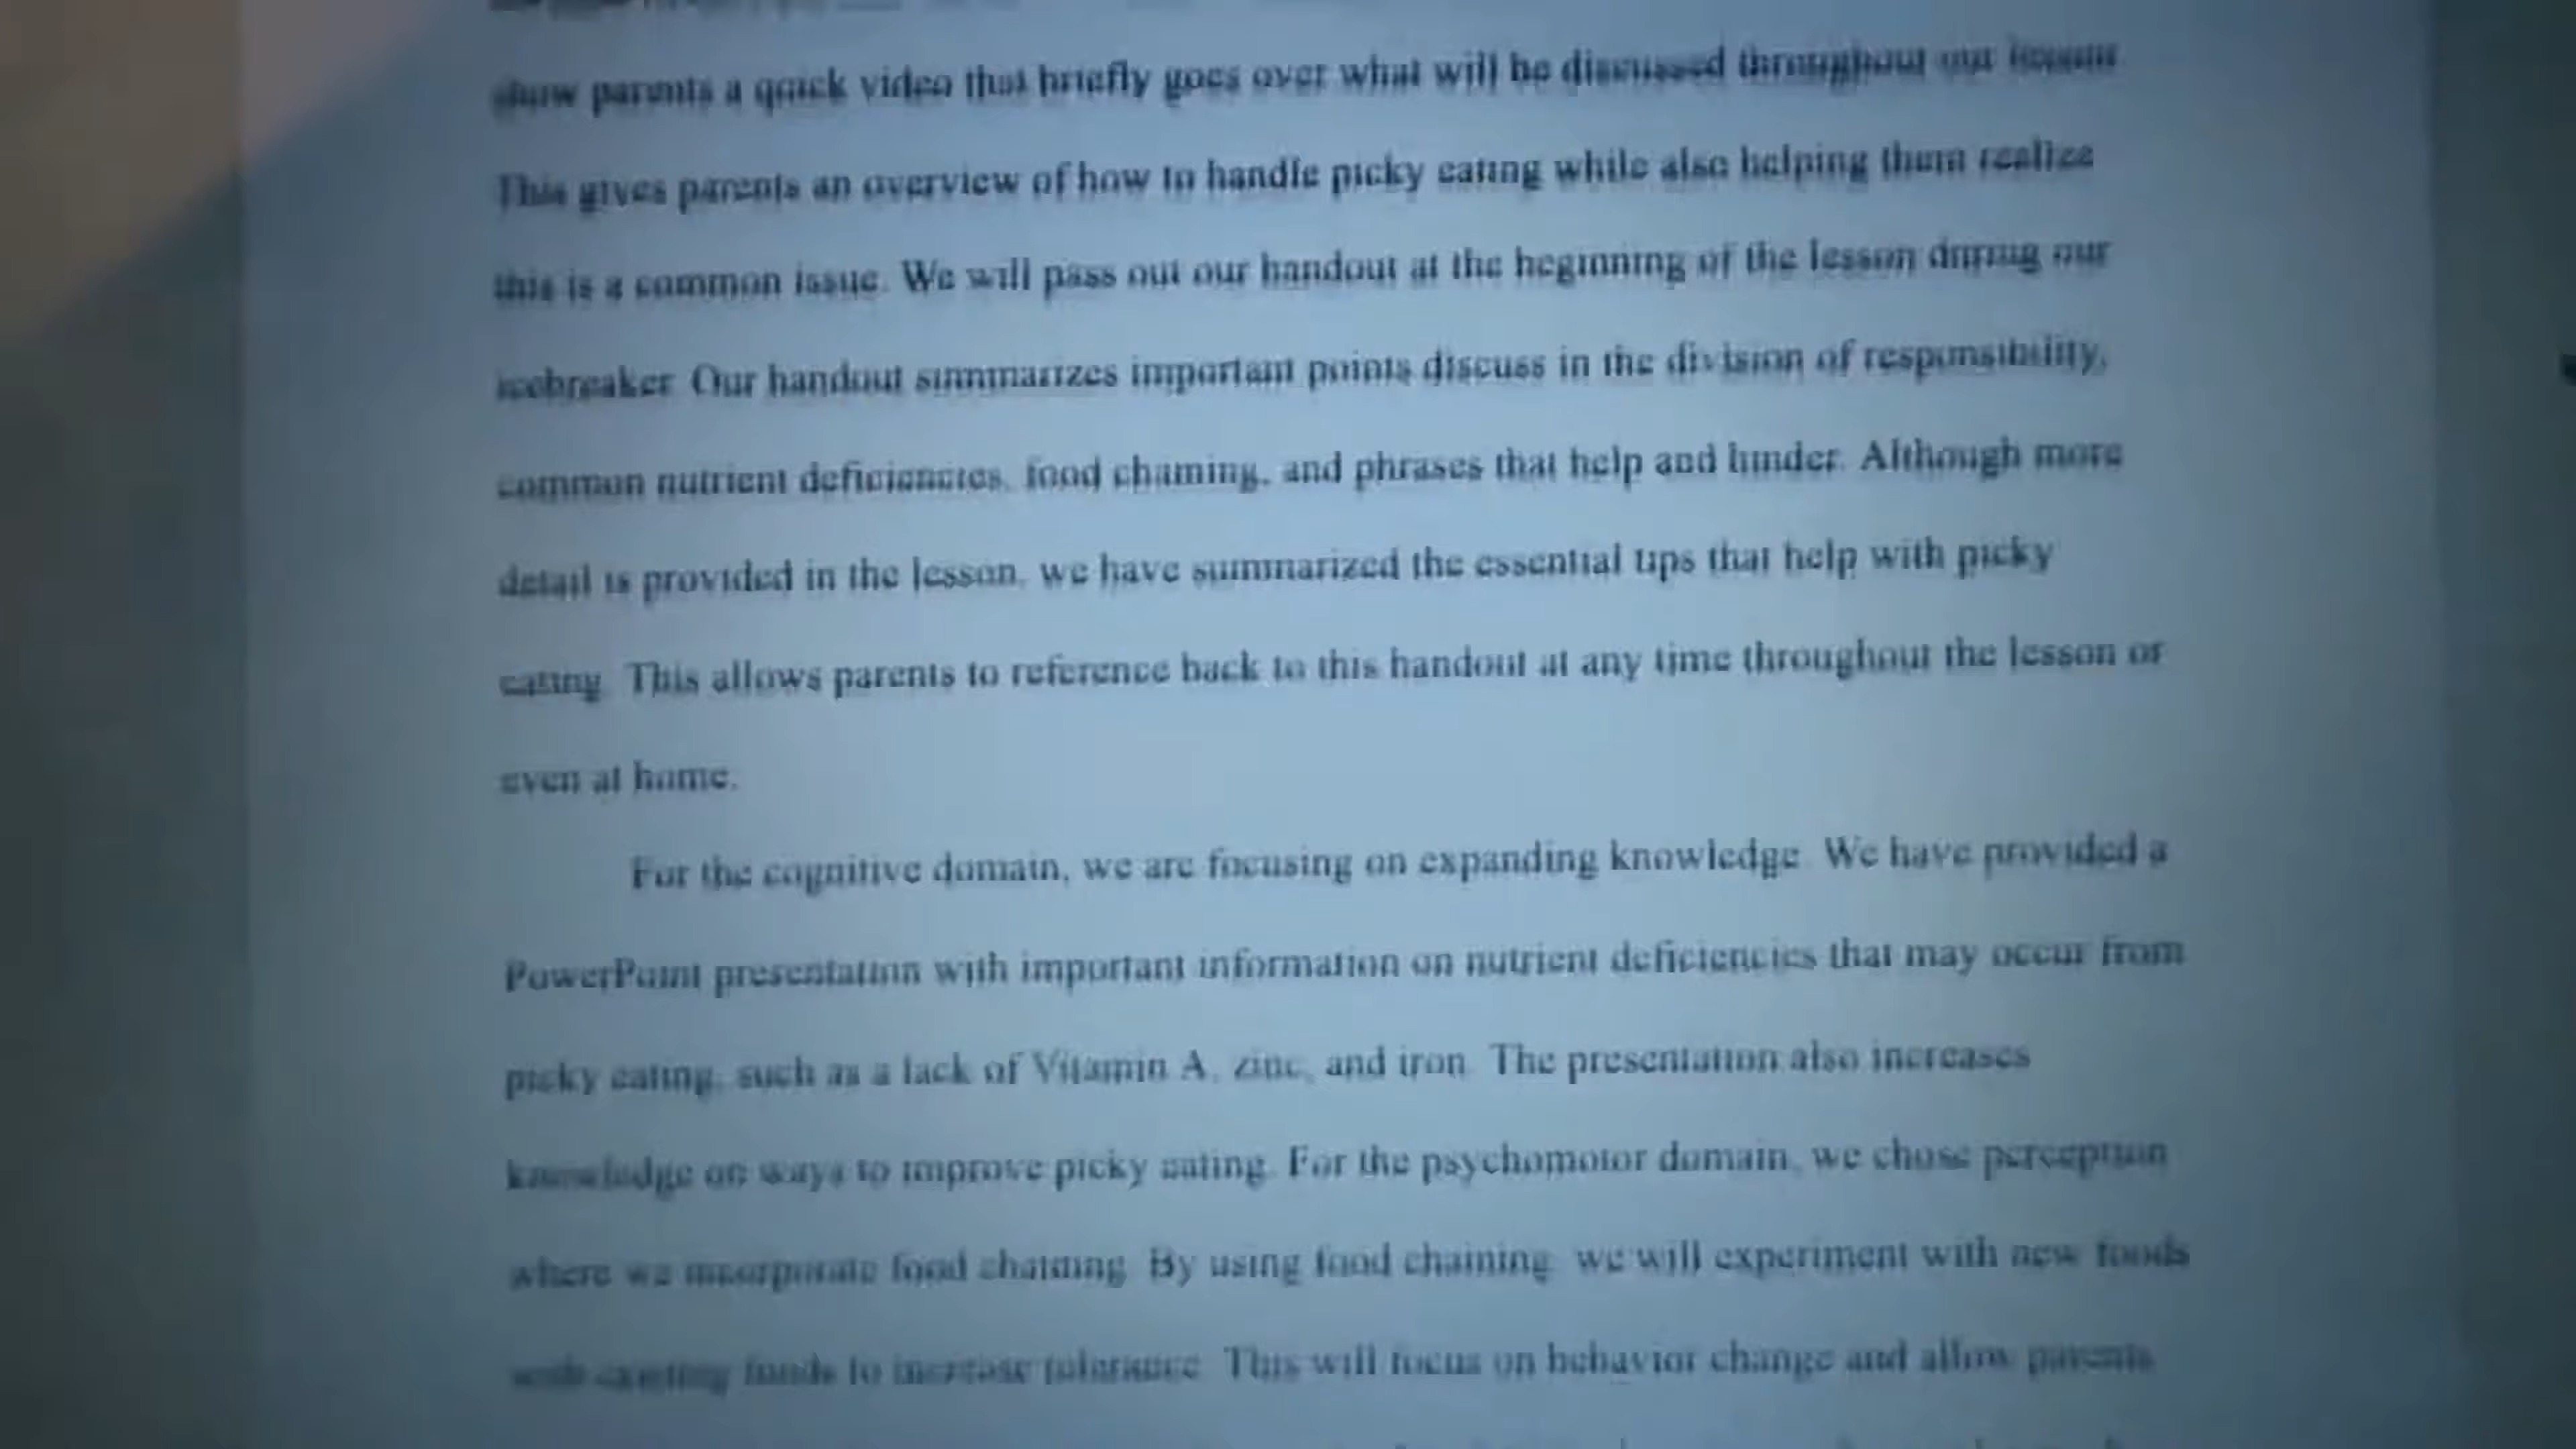 show parents a quick video that briefly goes over what will be discussed throughout our lesson
This gives parents an overview of how to handle picky eating while also helping them realize
this is a common issue. We will pass out our handout at the beginning of the lesson during our
icebreaker. Our handout summarizes important points discuss in the division of responsibility,
common nutrient deficiencies, food chaining, and phrases that help and hinder. Although more
detail is provided in the lesson, we have summarized the essential tips that help with picky
eating. This allows parents to reference back to this handout at any time throughout the lesson or
even at home.
For the cognitive domain, we are focusing on expanding knowledge. We have provided a
PowerPoint presentation with important information on nutrient deficiencies that may occur from
picky eating, such as a lack of Vitamin A, zinc, and iron. The presentation also increases
knowledge on ways to improve picky eating. For the psychomotor domain, we chose perception
where we incorporate food chaining. By using food chaining, we will experiment with new foods
with existing foods to increase tolerance. This will focus on behavior change and allow parents